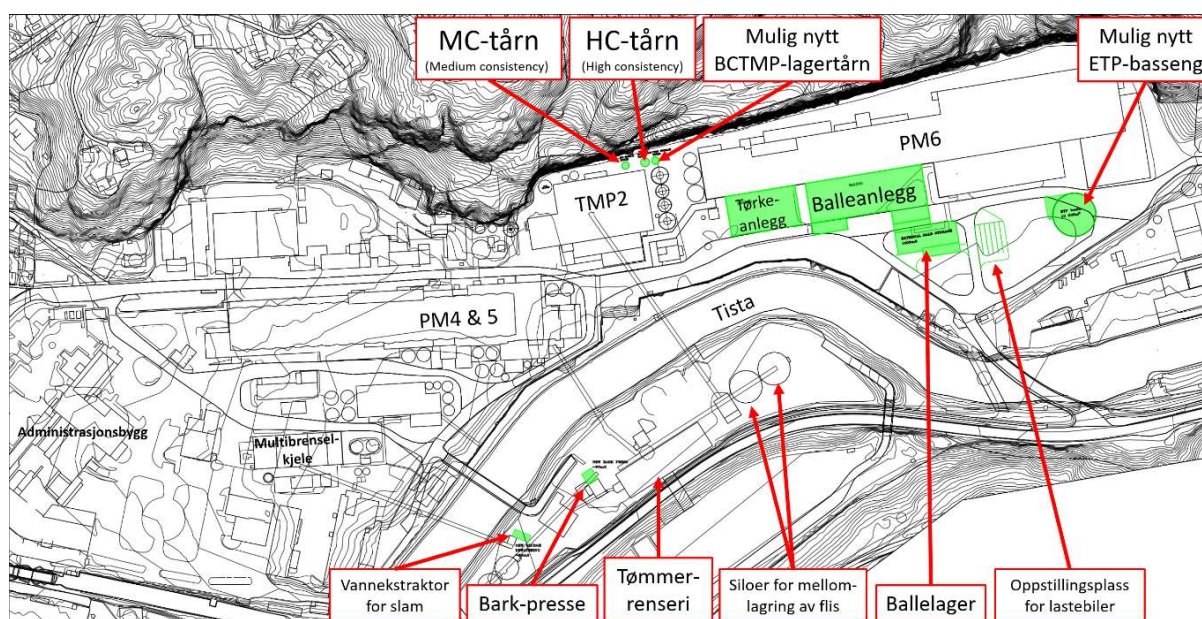 MC-tårn
(Medium consistency)
HC-tårn
(High consistency)
Mulig nytt
BCTMP-lagertårn
Mulig nytt
ETP-basseng
PM6
TMP2
Tørke-
anlegg
Balleanlegg
Tista
PM4 & 5
Administrasjonsbygg
Multibrensel-
kjele
Vannekstraktor
for slam
Bark-presse
Tømmer-
renseri
Siloer for mellom-
lagring av flis
Ballelager
Oppstillingsplass
for lastebiler